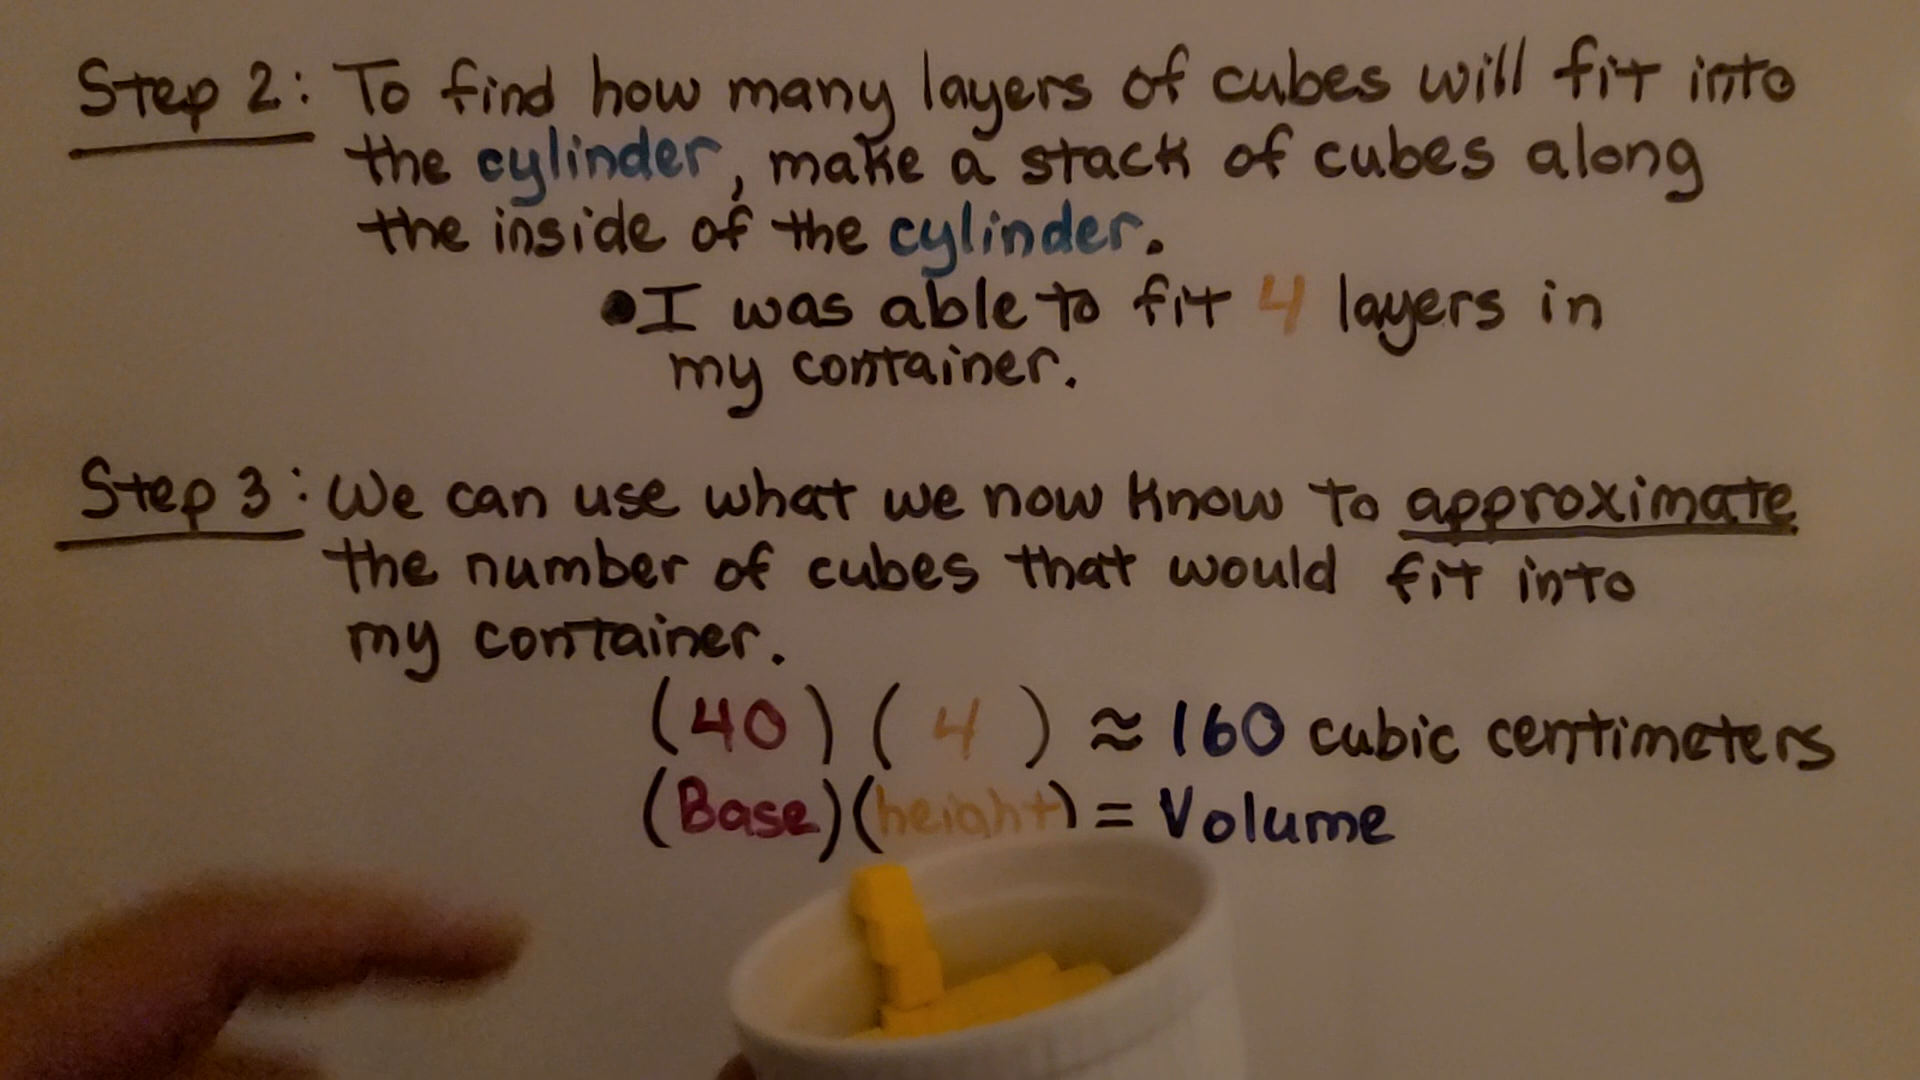 Step 2: To find how many layers of cubes will fit into
the cylinder, make a stack of cubes along
the inside of the cylinder.
•I was able to fit 4 layers in
my container.
Step 3: We can use what we now know to approximate
the number of cubes that would fit into
my container.
(40)(4) ≈ 160 cubic centimeters
(Base)(height) = Volume